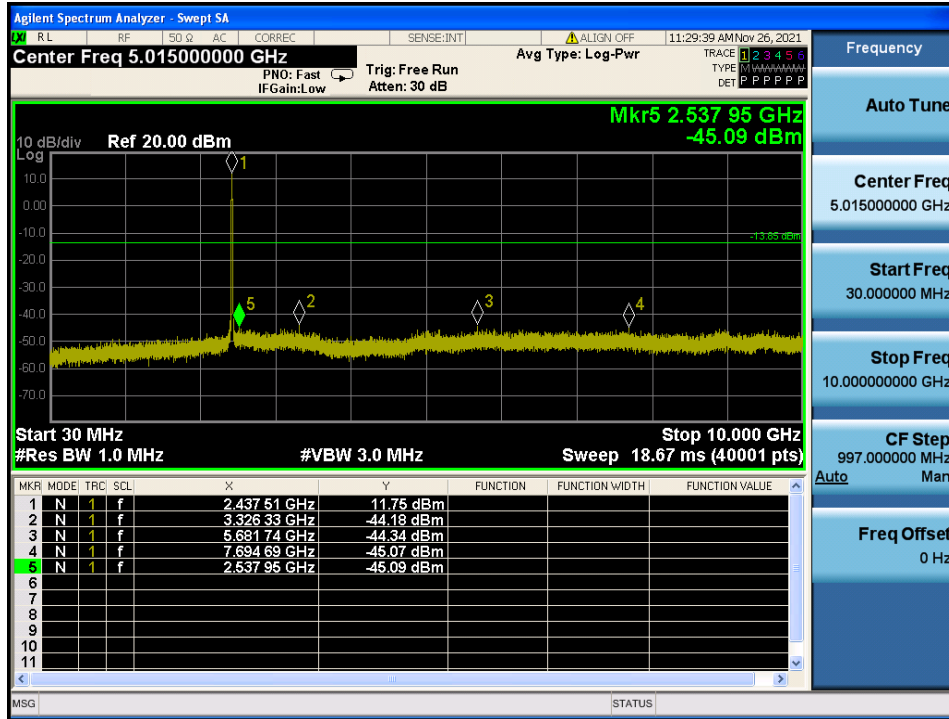 Agilent Spectrum Analyzer - Swept SA
LXI RL RF 50 Ω AC CORREC SENSE:INT ALIGN OFF 11:29:39 AM Nov 26, 2021
Center Freq 5.015000000 GHz
PNO: Fast
IFGain:Low
Trig: Free Run
Atten: 30 dB
Avg Type: Log-Pwr
TRACE 1 2 3 4 5 6
TYPE M WWWWW
DET P P P P P P
Mkr5 2.537 95 GHz
-45.09 dBm
10 dB/div Ref 20.00 dBm
Log
10.0
0.00
-10.0
-20.0
-30.0
-40.0
-50.0
-60.0
-70.0
-13.85 dBm
1
5
2
3
4
Start 30 MHz
Stop 10.000 GHz
#Res BW 1.0 MHz
#VBW 3.0 MHz
Sweep 18.67 ms (40001 pts)
MKR MODE TRC SCL X Y FUNCTION FUNCTION WIDTH FUNCTION VALUE
1 N 1 f 2.437 51 GHz 11.75 dBm
2 N 1 f 3.326 33 GHz -44.18 dBm
3 N 1 f 5.681 74 GHz -44.34 dBm
4 N 1 f 7.694 69 GHz -45.07 dBm
5 N 1 f 2.537 95 GHz -45.09 dBm
6
7
8
9
10
11
MSG
STATUS
Frequency
Auto Tune
Center Freq
5.015000000 GHz
Start Freq
30.000000 MHz
Stop Freq
10.000000000 GHz
CF Step
997.000000 MHz
Auto Man
Freq Offset
0 Hz